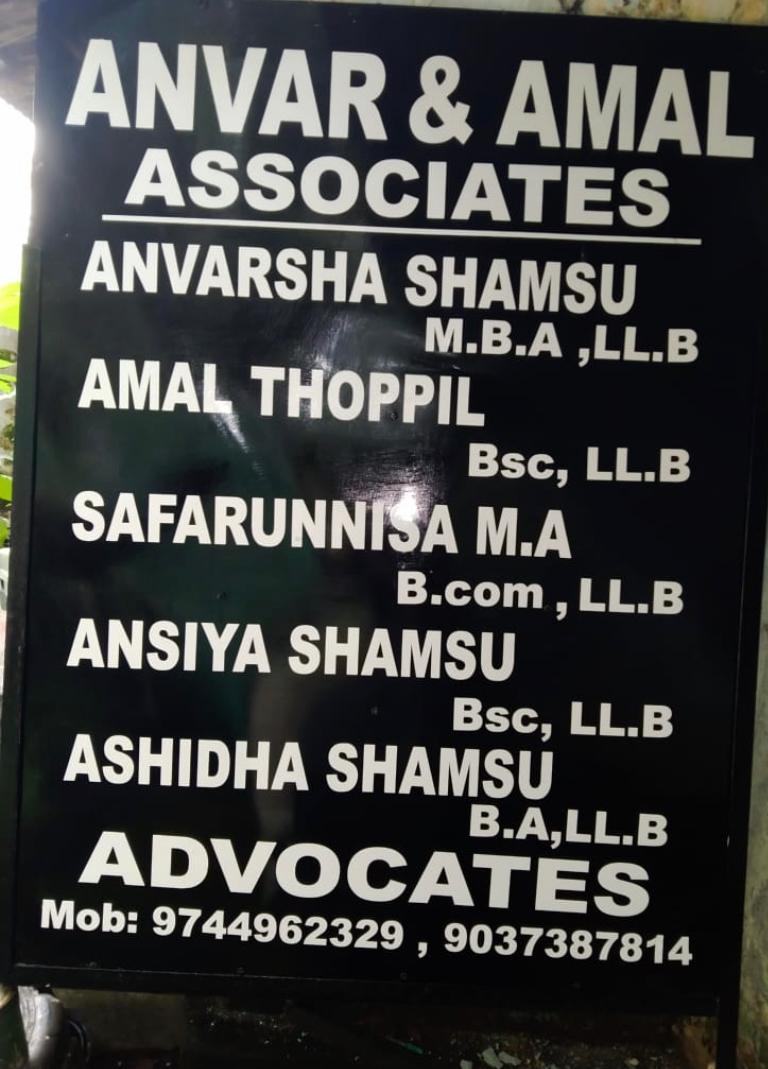 ANVAR & AMAL
ASSOCIATES
ANVARSHA SHAMSU
M.B.A ,LL.B
AMAL THOPPIL
Bsc, LL.B
SAFARUNNISA M.A
B.com , LL.B
ANSIYA SHAMSU
Bsc, LL.B
ASHIDHA SHAMSU
B.A,LL.B
ADVOCATES
Mob: 9744962329 , 9037387814